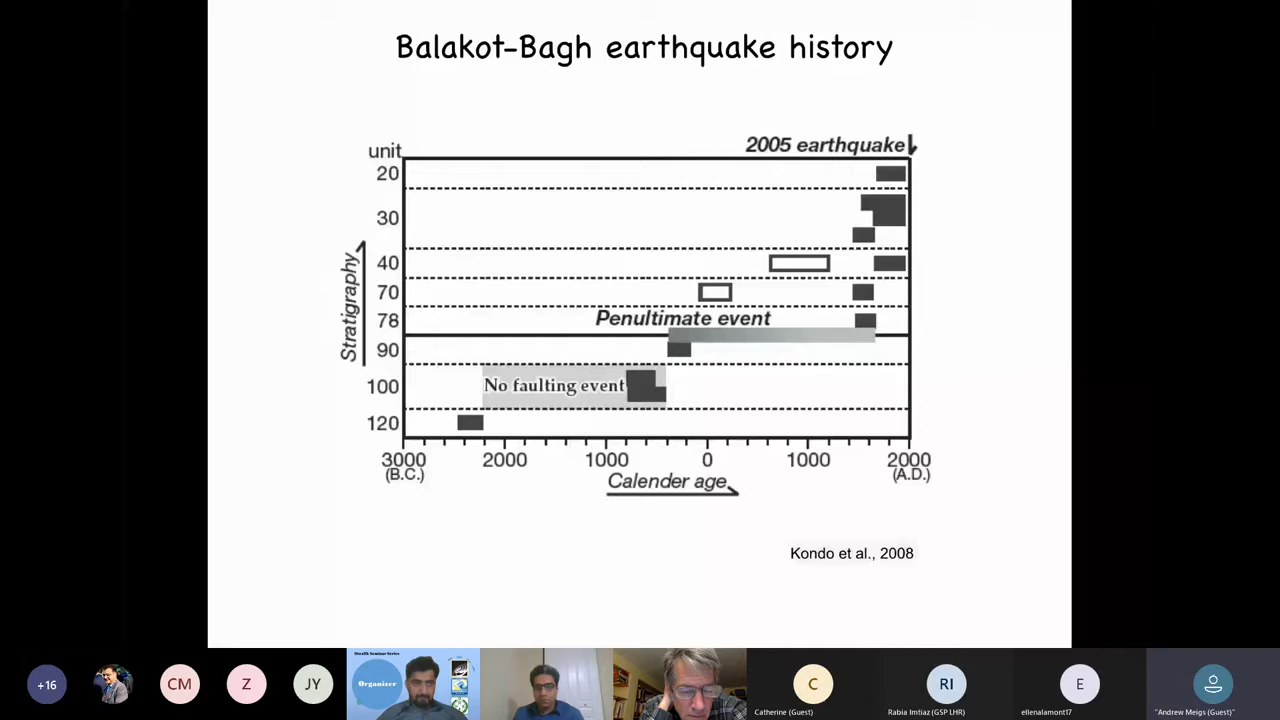 Balakot-Bagh earthquake history
2005 earthquake
unit
20
30
40
70
78
90
100
120
Stratigraphy
Penultimate event
No faulting event
3000 2000 1000 0 1000 2000
(B.C.) (A.D.)
Calender age
Kondo et al., 2008
+16
CM
Z
JY
Organizer
C
Catherine (Guest)
RI
Rabia Imtiaz (GSP LHR)
E
ellenalamont17
"Andrew Meigs (Guest)"